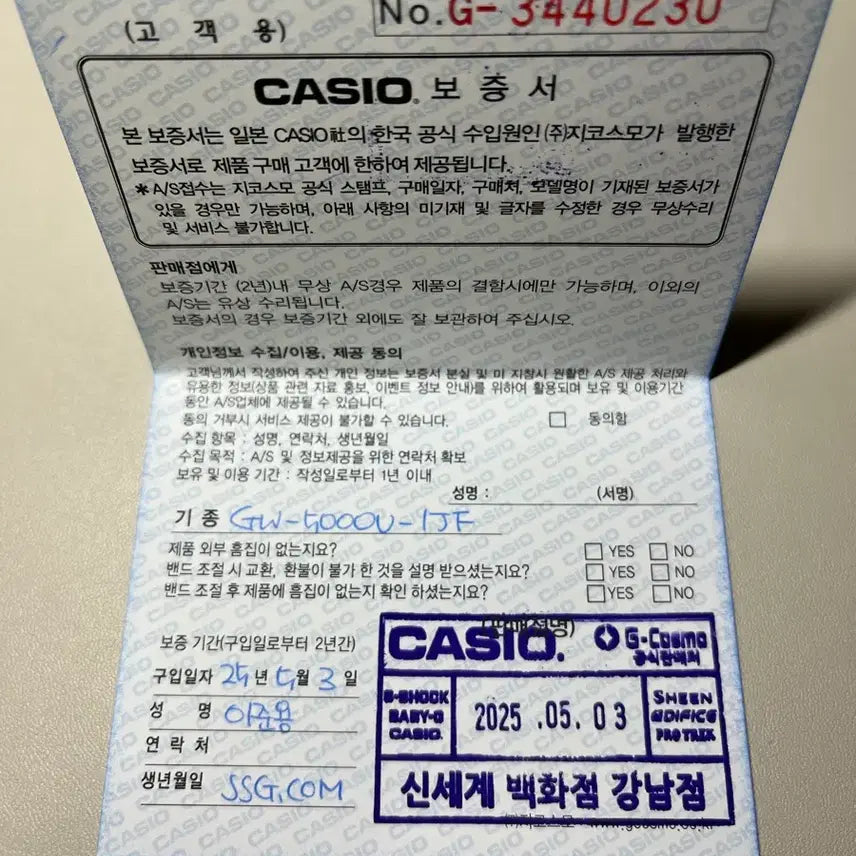 (고 객 용)
No.G-3440230
CASIO. 보 증 서
본 보증서는 일본 CASIO社의 한국 공식 수입원인 (주)지코스모가 발행한
보증서로 제품 구매 고객에 한하여 제공됩니다.
＊A/S접수는 지코스모 공식 스탬프, 구매일자, 구매처, 모델명이 기재된 보증서가
있을 경우만 가능하며, 아래 사항의 미기재 및 글자를 수정한 경우 무상수리
및 서비스 불가합니다.
판매점에게
보증기간 (2년)내 무상 A/S경우 제품의 결함시에만 가능하며, 이외의
A/S는 유상 수리됩니다.
보증서의 경우 보증기간 외에도 잘 보관하여 주십시오.
개인정보 수집/이용, 제공 동의
고객님께서 작성하여 주신 개인 정보는 보증서 분실 및 미 지참시 원활한 A/S 제공 처리와
유용한 정보(상품 관련 자료 홍보, 이벤트 정보 안내)를 위하여 활용되며 보유 및 이용기간
동안 A/S업체에 제공될 수 있습니다.
동의 거부시 서비스 제공이 불가할 수 있습니다. □ 동의함
수집 항목 : 성명, 연락처, 생년월일
수집 목적 : A/S 및 정보제공을 위한 연락처 확보
보유 및 이용 기간 : 작성일로부터 1년 이내
성명 : (서명)
기 종 GW-5000U-1JF
제품 외부 흠집이 없는지요? □ YES □ NO
밴드 조절 시 교환, 환불이 불가 한 것을 설명 받으셨는지요? □ YES □ NO
밴드 조절 후 제품에 흠집이 없는지 확인 하셨는지요? □ YES □ NO
(판매점명)
보증 기간(구입일로부터 2년간)
구입일자 25년 5월 3일
성 명 이준용
연 락 처
생년월일 SSG.COM
CASIO. G-Cosmo
공식판매처
G-SHOCK
BABY-G
CASIO.
2025 .05. 03
SHEEN
EDIFICE
PRO TREK
신세계 백화점 강남점